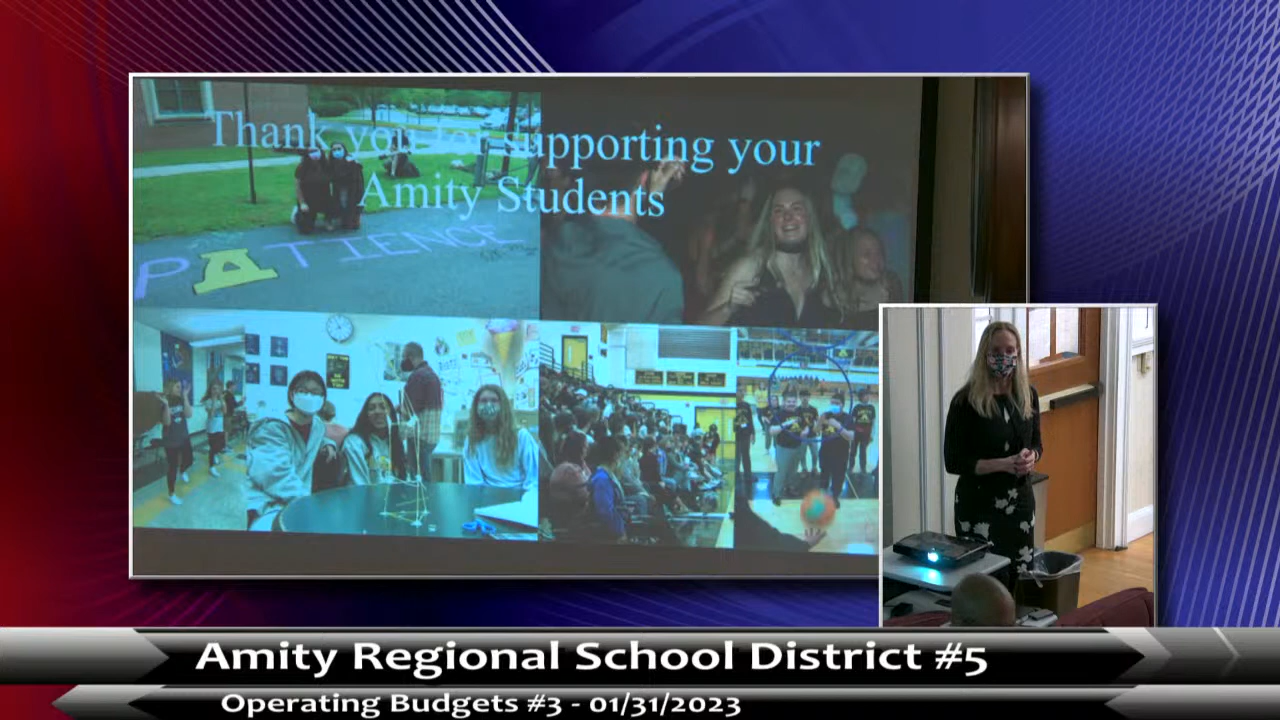 Thank you for supporting your
Amity Students
PATIENCE
Amity Regional School District #5
Operating Budgets #3 - 01/31/2023